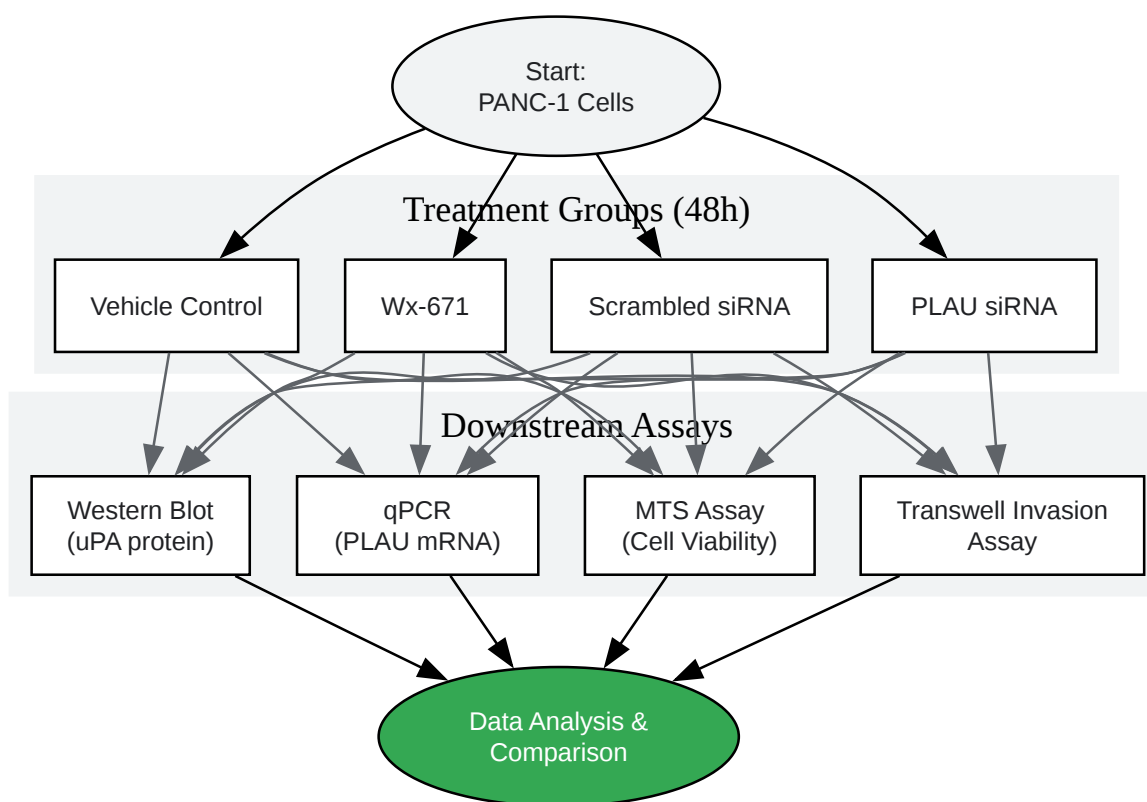 Start:
PANC-1 Cells
Treatment Groups (48h)
Vehicle Control
Wx-671
Scrambled siRNA
PLAU siRNA
Downstream Assays
Western Blot
(uPA protein)
qPCR
(PLAU mRNA)
MTS Assay
(Cell Viability)
Transwell Invasion
Assay
Data Analysis &
Comparison